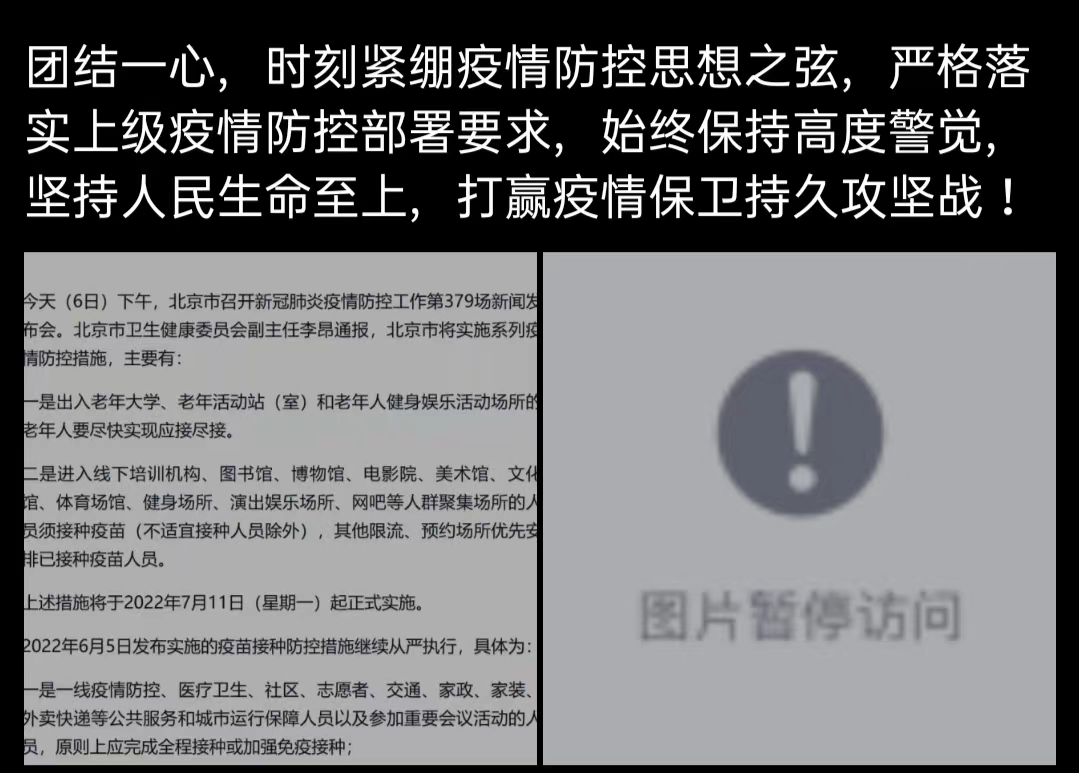 团结一心，时刻紧绷疫情防控思想之弦，严格落
实上级疫情防控部署要求，始终保持高度警觉，
坚持人民生命至上，打赢疫情保卫持久攻坚战！
今天（6日）下午，北京市召开新冠肺炎疫情防控工作第379场新闻发
布会。北京市卫生健康委员会副主任李昂通报，北京市将实施系列疫
情防控措施，主要有：
一是出入老年大学、老年活动站（室）和老年人健身娱乐活动场所的
老年人要尽快实现应接尽接。
二是进入线下培训机构、图书馆、博物馆、电影院、美术馆、文化
馆、体育场馆、健身场所、演出娱乐场所、网吧等人群聚集场所的人
员须接种疫苗（不适宜接种人员除外），其他限流、预约场所优先安
排已接种疫苗人员。
上述措施将于2022年7月11日（星期一）起正式实施。
2022年6月5日发布实施的疫苗接种防控措施继续从严执行，具体为：
一是一线疫情防控、医疗卫生、社区、志愿者、交通、家政、家装、
外卖快递等公共服务和城市运行保障人员以及参加重要会议活动的人
员，原则上应完成全程接种或加强免疫接种；
图片暂停访问